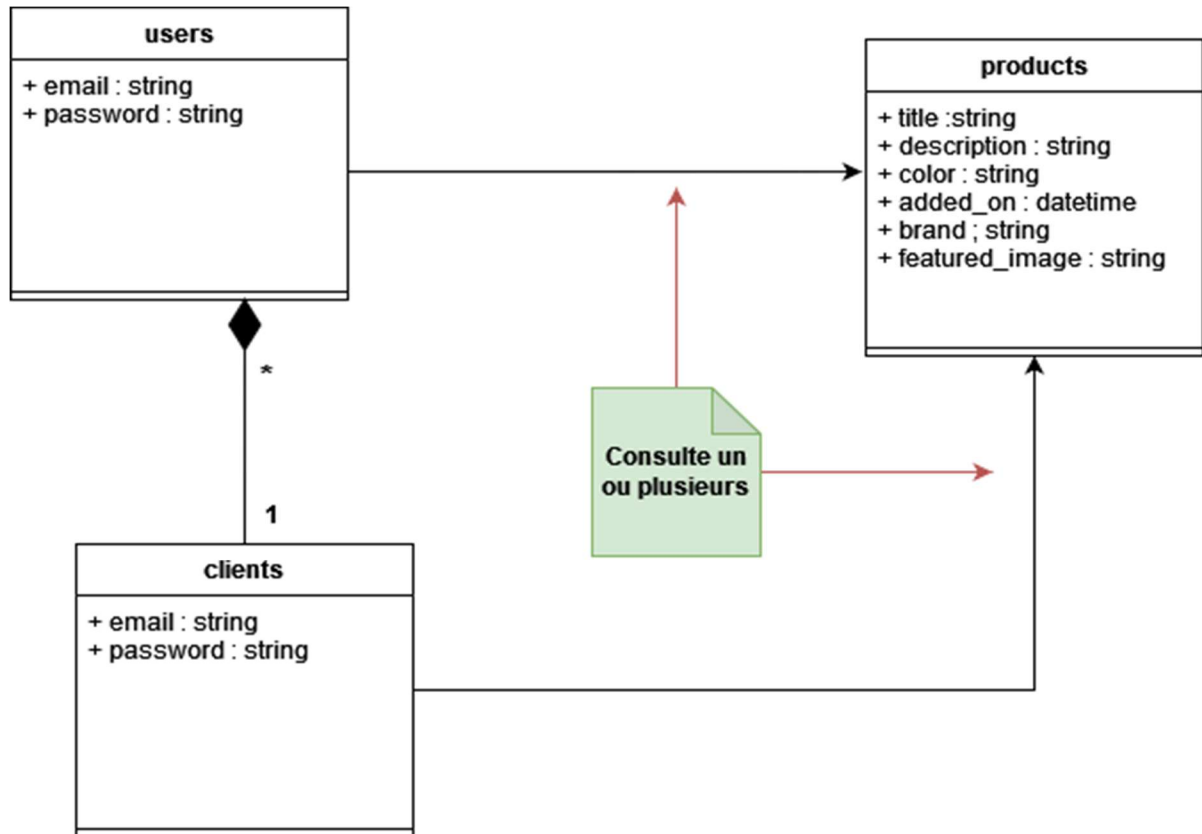 users
+ email : string
+ password : string
products
+ title :string
+ description : string
+ color : string
+ added_on : datetime
+ brand ; string
+ featured_image : string
*
Consulte un
ou plusieurs
1
clients
+ email : string
+ password : string